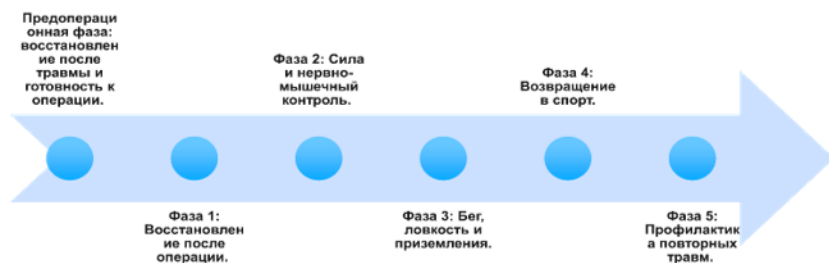 Предопераци
онная фаза:
восстановлен
ие после
травмы и
готовность к
операции.
Фаза 1:
Восстановлен
ие после
операции.
Фаза 2: Сила
и нервно-
мышечный
контроль.
Фаза 3: Бег,
ловкость и
приземления.
Фаза 4:
Возвращение
в спорт.
Фаза 5:
Профилактик
а повторных
травм.